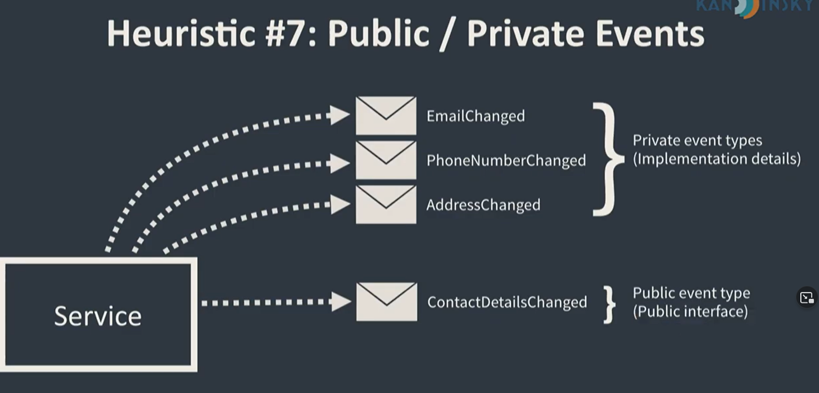 KANDINSKY
Heuristic #7: Public / Private Events
EmailChanged
PhoneNumberChanged
AddressChanged
Private event types
(Implementation details)
Service
ContactDetailsChanged
Public event type
(Public interface)